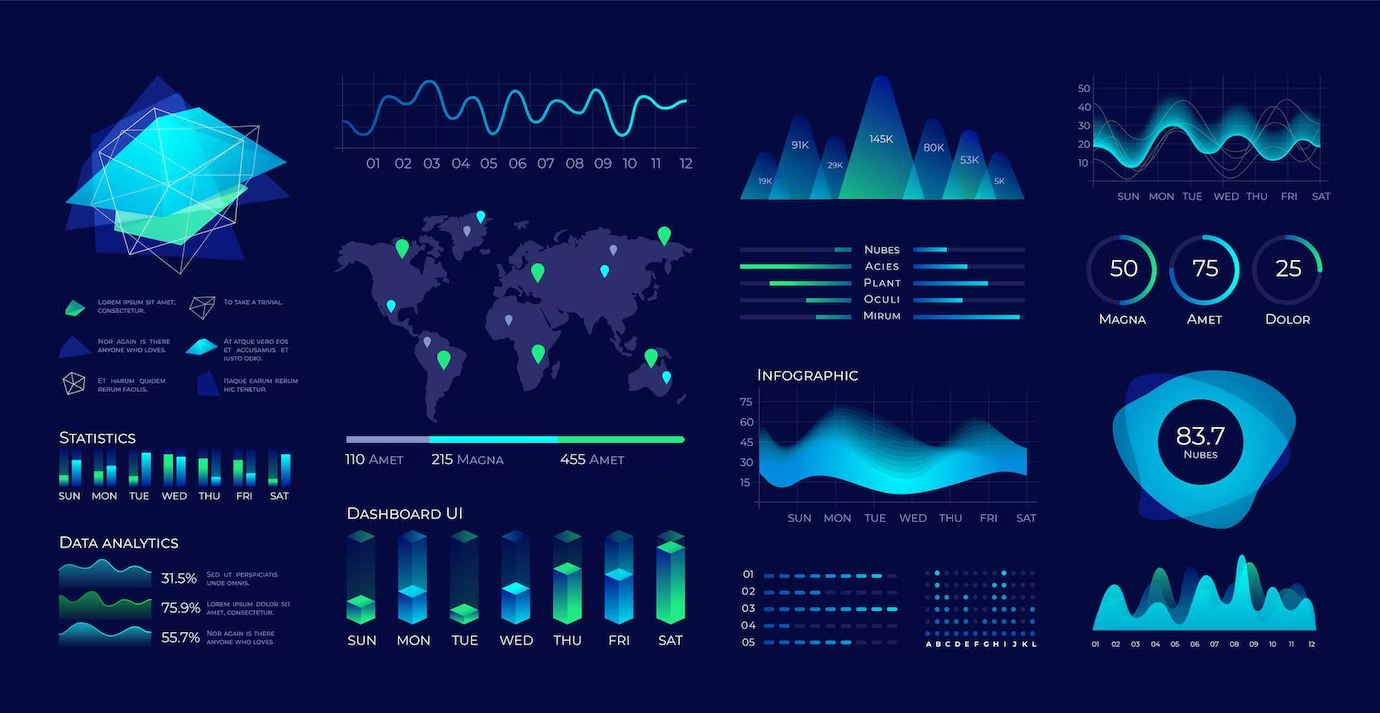 LOREM IPSUM SIT AMET,
CONSECTETUR.
TO TAKE A TRIVIAL.
NOR AGAIN IS THERE
ANYONE WHO LOVES.
AT ATQUE VERO EOS
ET ACCUSAMUS ET
IUSTO ODIO.
ET HARUM QUIDEM
RERUM FACILIS.
ITAQUE EARUM RERUM
HIC TENETUR.
STATISTICS
SUN MON TUE WED THU FRI SAT
DATA ANALYTICS
31.5%
SED UT PERSPICIATIS
UNDE OMNIS.
75.9%
LOREM IPSUM DOLOR SIT
AMET, CONSECTETUR.
55.7%
NOR AGAIN IS THERE
ANYONE WHO LOVES
01 02 03 04 05 06 07 08 09 10 11 12
110 AMET 215 MAGNA 455 AMET
DASHBOARD UI
SUN MON TUE WED THU FRI SAT
19K 91K 29K 145K 80K 53K 5K
NUBES
ACIES
PLANT
OCULI
MIRUM
INFOGRAPHIC
75
60
45
30
15
SUN MON TUE WED THU FRI SAT
01
02
03
04
05
A B C D E F G H I J K L
50
40
30
20
10
SUN MON TUE WED THU FRI SAT
50 75 25
MAGNA AMET DOLOR
83.7
NUBES
01 02 03 04 05 06 07 08 09 10 11 12